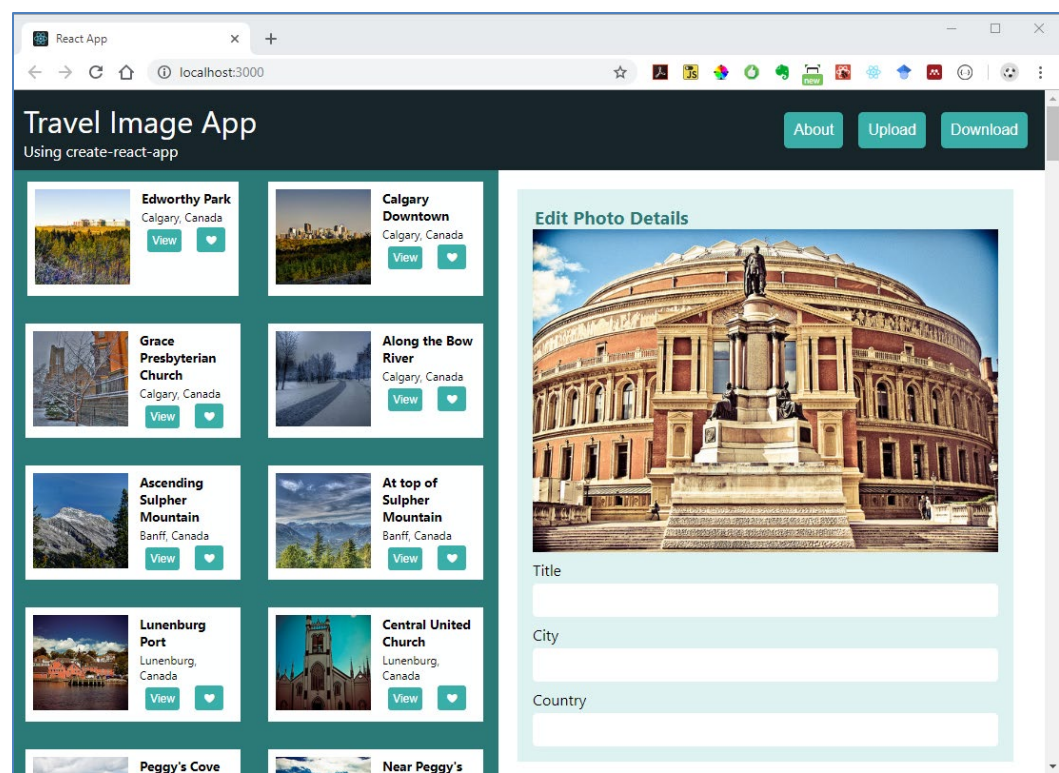 React App
localhost:3000
JS
new
Travel Image App
Using create-react-app
About
Upload
Download
Edworthy Park
Calgary, Canada
View
Calgary
Downtown
Calgary, Canada
View
Grace
Presbyterian
Church
Calgary, Canada
View
Along the Bow
River
Calgary, Canada
View
Ascending
Sulpher
Mountain
Banff, Canada
View
At top of
Sulpher
Mountain
Banff, Canada
View
Lunenburg
Port
Lunenburg,
Canada
View
Central United
Church
Lunenburg,
Canada
View
Peggy's Cove
Near Peggy's
Edit Photo Details
Title
City
Country